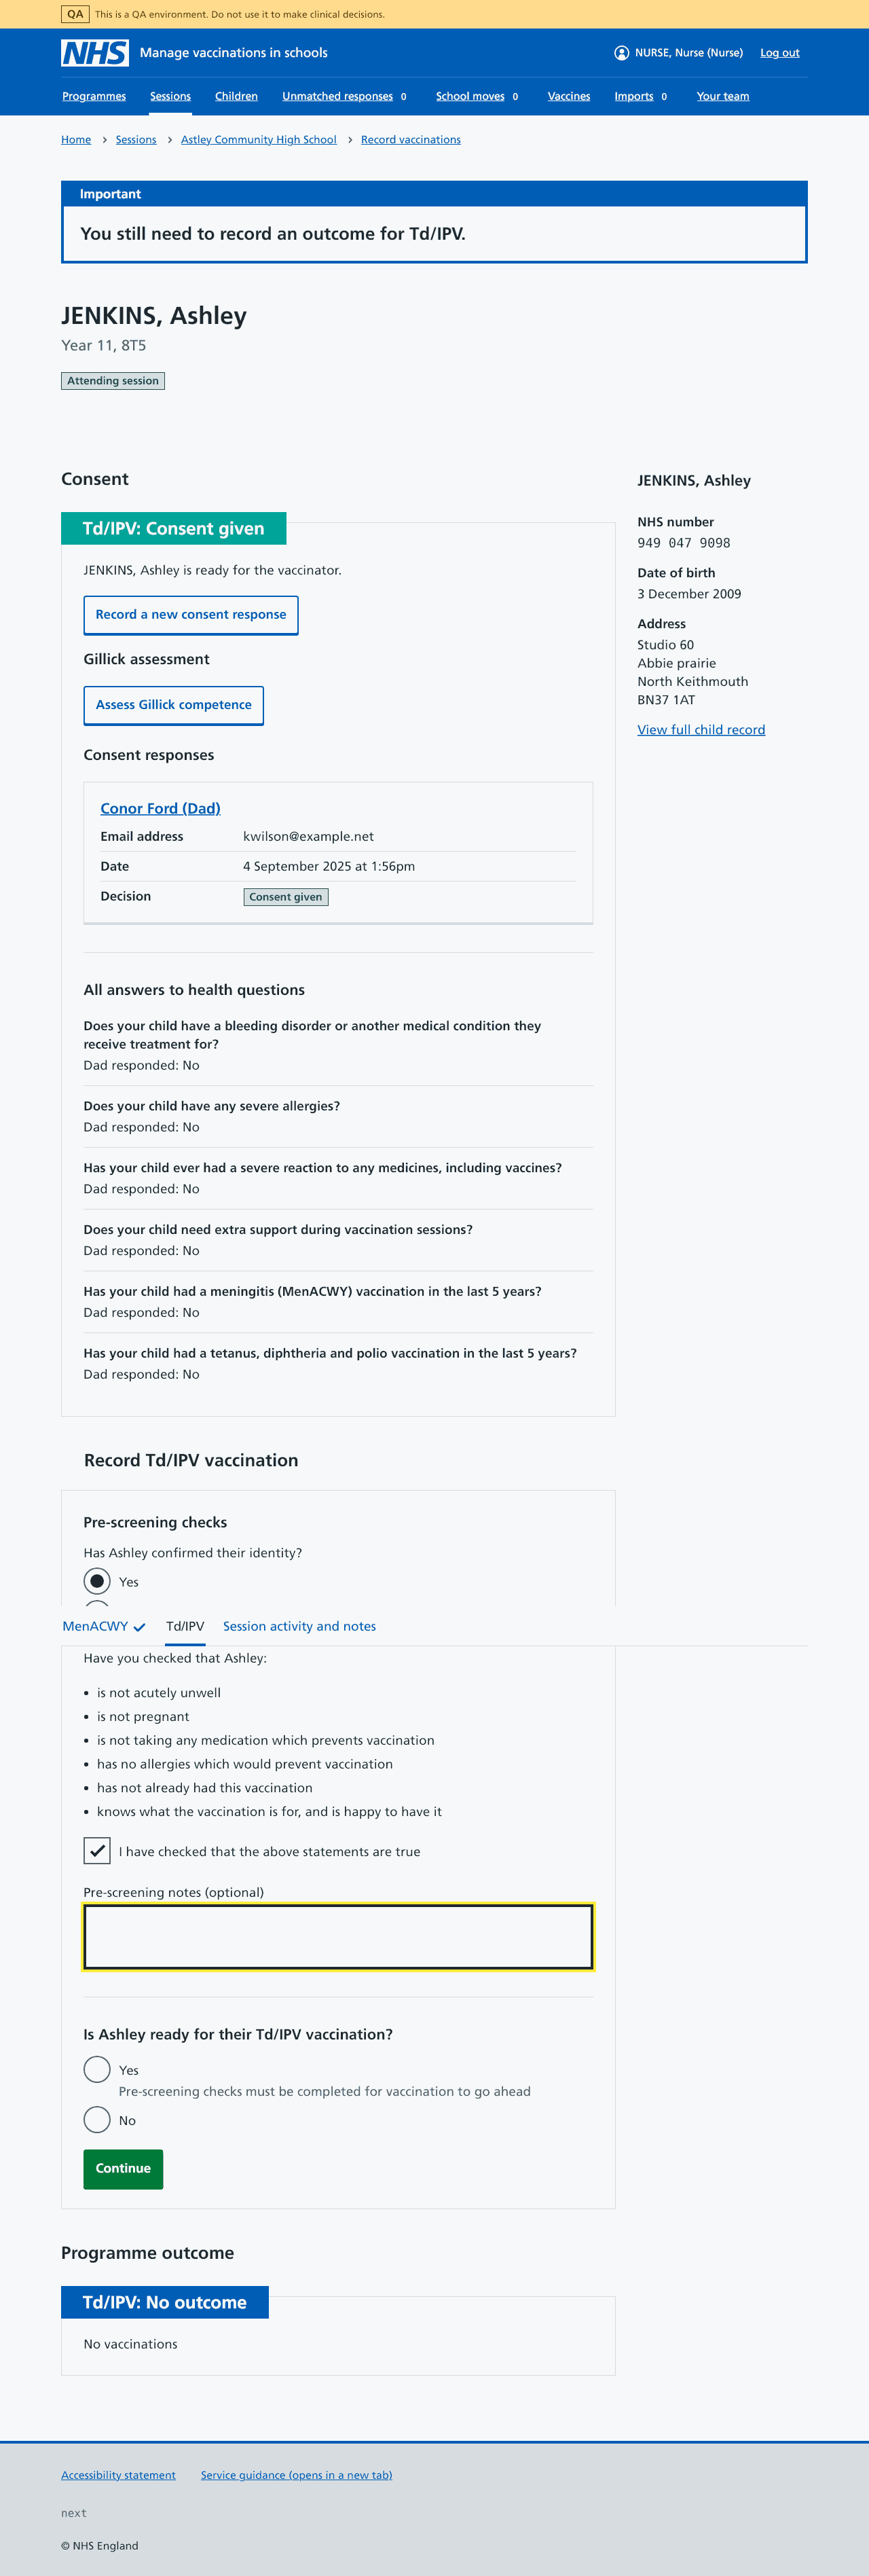 QA This is a QA environment. Do not use it to make clinical decisions.
NHS Manage vaccinations in schools NURSE, Nurse (Nurse) Log out
Programmes Sessions Children Unmatched responses 0 School moves 0 Vaccines Imports 0 Your team
Home Sessions Astley Community High School Record vaccinations
Important
You still need to record an outcome for Td/IPV.
JENKINS, Ashley
Year 11, 8T5
Attending session
Consent
Td/IPV: Consent given
JENKINS, Ashley is ready for the vaccinator.
Record a new consent response
Gillick assessment
Assess Gillick competence
Consent responses
Conor Ford (Dad)
Email address kwilson@example.net
Date 4 September 2025 at 1:56pm
Decision Consent given
All answers to health questions
Does your child have a bleeding disorder or another medical condition they
receive treatment for?
Dad responded: No
Does your child have any severe allergies?
Dad responded: No
Has your child ever had a severe reaction to any medicines, including vaccines?
Dad responded: No
Does your child need extra support during vaccination sessions?
Dad responded: No
Has your child had a meningitis (MenACWY) vaccination in the last 5 years?
Dad responded: No
Has your child had a tetanus, diphtheria and polio vaccination in the last 5 years?
Dad responded: No
JENKINS, Ashley
NHS number
949 047 9098
Date of birth
3 December 2009
Address
Studio 60
Abbie prairie
North Keithmouth
BN37 1AT
View full child record
Record Td/IPV vaccination
Pre-screening checks
Has Ashley confirmed their identity?
Yes
MenACWY Td/IPV Session activity and notes
Have you checked that Ashley:
• is not acutely unwell
• is not pregnant
• is not taking any medication which prevents vaccination
• has no allergies which would prevent vaccination
• has not already had this vaccination
• knows what the vaccination is for, and is happy to have it
I have checked that the above statements are true
Pre-screening notes (optional)
Is Ashley ready for their Td/IPV vaccination?
Yes
Pre-screening checks must be completed for vaccination to go ahead
No
Continue
Programme outcome
Td/IPV: No outcome
No vaccinations
Accessibility statement Service guidance (opens in a new tab)
next
© NHS England